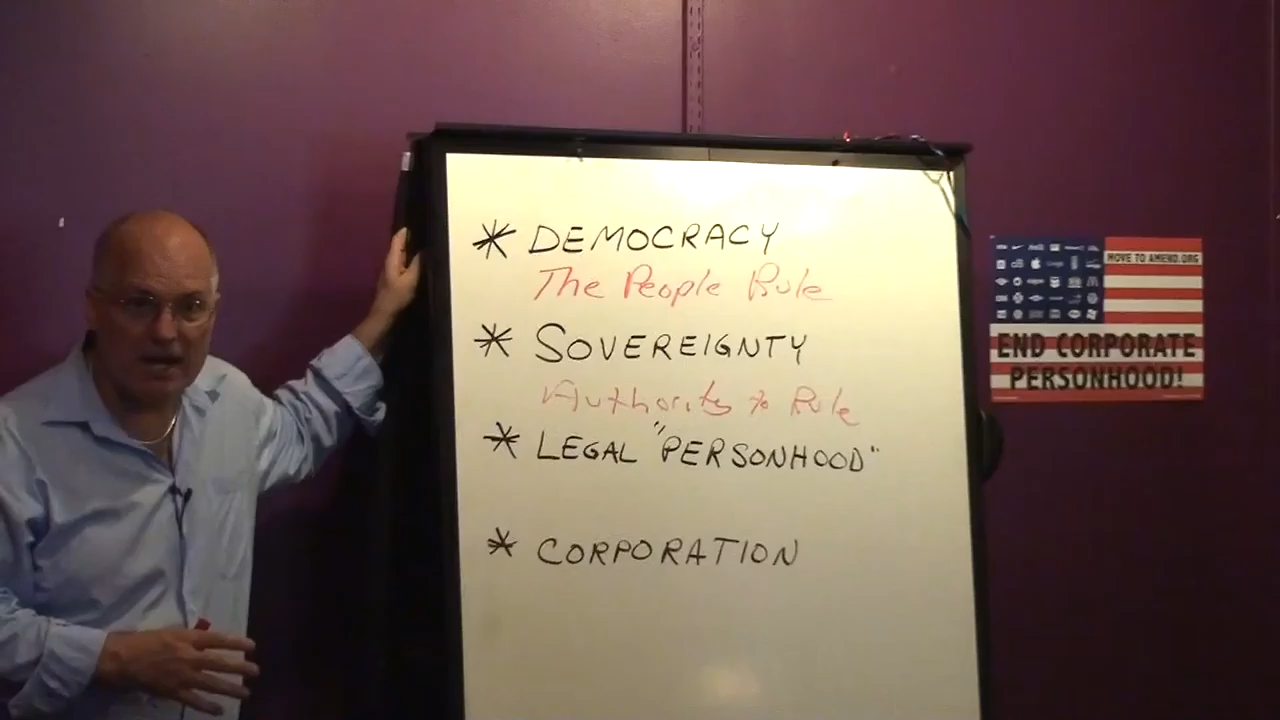 * DEMOCRACY
The People Rule
* SOVEREIGNTY
Authority to Rule
* LEGAL "PERSONHOOD"
* CORPORATION
MOVE TO AMEND.ORG
END CORPORATE
PERSONHOOD!